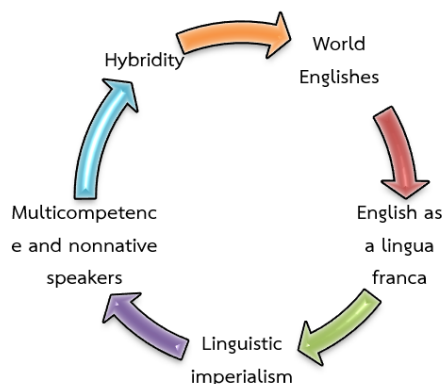 Hybridity
World
Englishes
English as
a lingua
franca
Linguistic
imperialism
Multicompetenc
e and nonnative
speakers